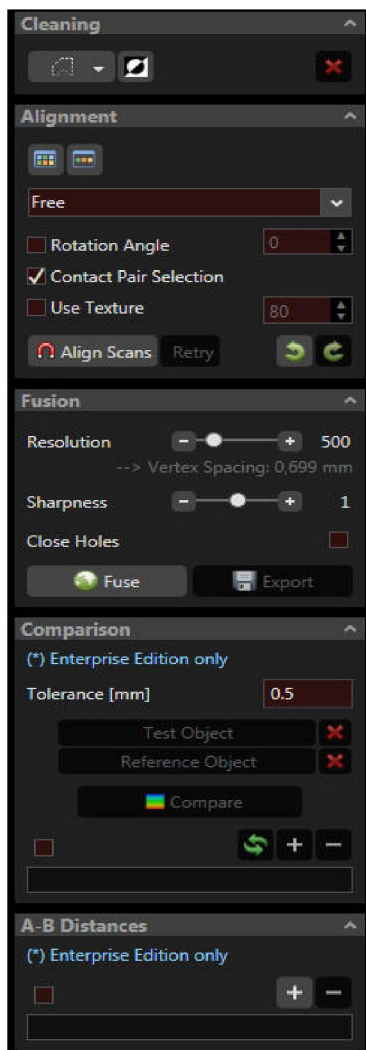 Cleaning
Alignment
Free
Rotation Angle 0
Contact Pair Selection
Use Texture 80
Align Scans Retry
Fusion
Resolution 500
--> Vertex Spacing: 0,699 mm
Sharpness 1
Close Holes
Fuse Export
Comparison
(*) Enterprise Edition only
Tolerance [mm] 0.5
Test Object
Reference Object
Compare
A-B Distances
(*) Enterprise Edition only